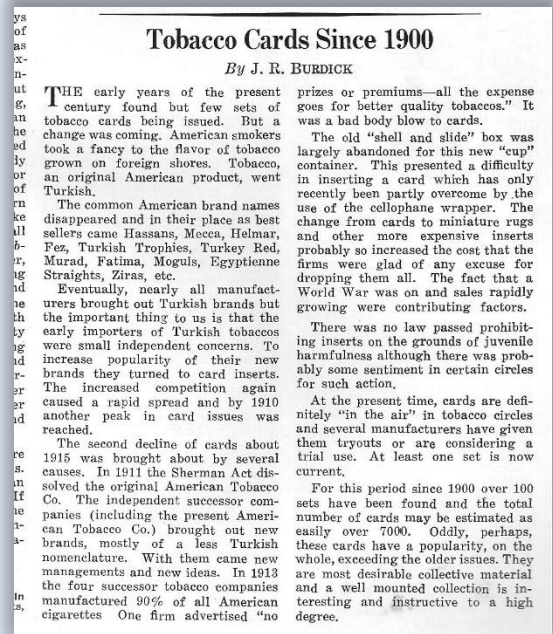 Tobacco Cards Since 1900
By J. R. BURDICK
THE early years of the present
century found but few sets of
tobacco cards being issued. But a
change was coming. American smokers
took a fancy to the flavor of tobacco
grown on foreign shores. Tobacco,
an original American product, went
Turkish.
The common American brand names
disappeared and in their place as best
sellers came Hassans, Mecca, Helmar,
Fez, Turkish Trophies, Turkey Red,
Murad, Fatima, Moguls, Egyptienne
Straights, Ziras, etc.
Eventually, nearly all manufact-
urers brought out Turkish brands but
the important thing to us is that the
early importers of Turkish tobaccos
were small independent concerns. To
increase popularity of their new
brands they turned to card inserts.
The increased competition again
caused a rapid spread and by 1910
another peak in card issues was
reached.
The second decline of cards about
1915 was brought about by several
causes. In 1911 the Sherman Act dis-
solved the original American Tobacco
Co. The independent successor com-
panies (including the present Ameri-
can Tobacco Co.) brought out new
brands, mostly of a less Turkish
nomenclature. With them came new
managements and new ideas. In 1913
the four successor tobacco companies
manufactured 90% of all American
cigarettes One firm advertised "no
prizes or premiums—all the expense
goes for better quality tobaccos." It
was a bad body blow to cards.
The old "shell and slide" box was
largely abandoned for this new "cup"
container. This presented a difficulty
in inserting a card which has only
recently been partly overcome by the
use of the cellophane wrapper. The
change from cards to miniature rugs
and other more expensive inserts
probably so increased the cost that the
firms were glad of any excuse for
dropping them all. The fact that a
World War was on and sales rapidly
growing were contributing factors.
There was no law passed prohibit-
ing inserts on the grounds of juvenile
harmfulness although there was prob-
ably some sentiment in certain circles
for such action.
At the present time, cards are defi-
nitely "in the air" in tobacco circles
and several manufacturers have given
them tryouts or are considering a
trial use. At least one set is now
current.
For this period since 1900 over 100
sets have been found and the total
number of cards may be estimated as
easily over 7000. Oddly, perhaps,
these cards have a popularity, on the
whole, exceeding the older issues. They
are most desirable collective material
and a well mounted collection is in-
teresting and instructive to a high
degree.